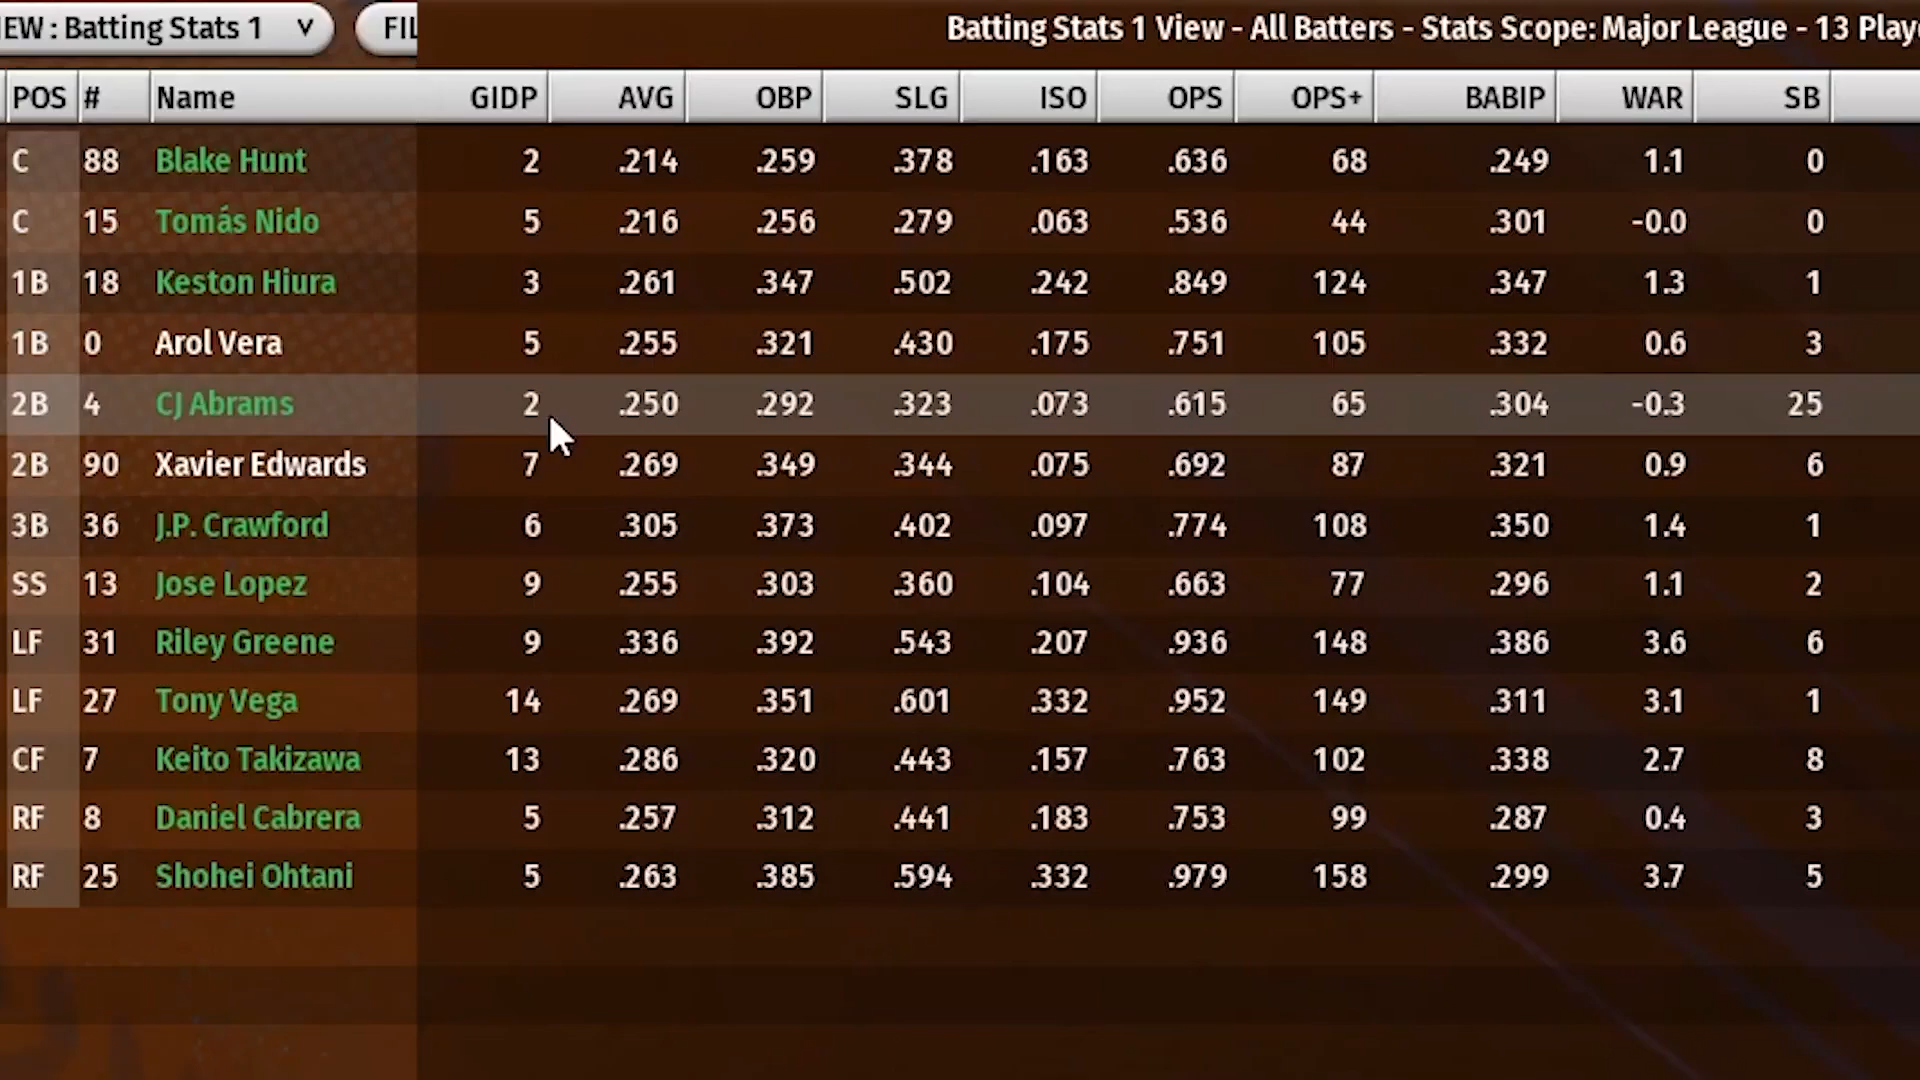 : Batting Stats 1 v
Batting Stats 1 View - All Batters - Stats Scope: Major League - 13
POS # Name GIDP AVG OBP SLG ISO OPS OPS+ BABIP WAR SB
C 88 Blake Hunt 2 .214 .259 .378 .163 .636 68 .249 1.1 0
C 15 Tomás Nido 5 .216 .256 .279 .063 .536 44 .301 -0.0 0
1B 18 Keston Hiura 3 .261 .347 .502 .242 .849 124 .347 1.3 1
1B 0 Arol Vera 5 .255 .321 .430 .175 .751 105 .332 0.6 3
2B 4 CJ Abrams 2 .250 .292 .323 .073 .615 65 .304 -0.3 25
2B 90 Xavier Edwards 7 .269 .349 .344 .075 .692 87 .321 0.9 6
3B 36 J.P. Crawford 6 .305 .373 .402 .097 .774 108 .350 1.4 1
SS 13 Jose Lopez 9 .255 .303 .360 .104 .663 77 .296 1.1 2
LF 31 Riley Greene 9 .336 .392 .543 .207 .936 148 .386 3.6 6
LF 27 Tony Vega 14 .269 .351 .601 .332 .952 149 .311 3.1 1
CF 7 Keito Takizawa 13 .286 .320 .443 .157 .763 102 .338 2.7 8
RF 8 Daniel Cabrera 5 .257 .312 .441 .183 .753 99 .287 0.4 3
RF 25 Shohei Ohtani 5 .263 .385 .594 .332 .979 158 .299 3.7 5